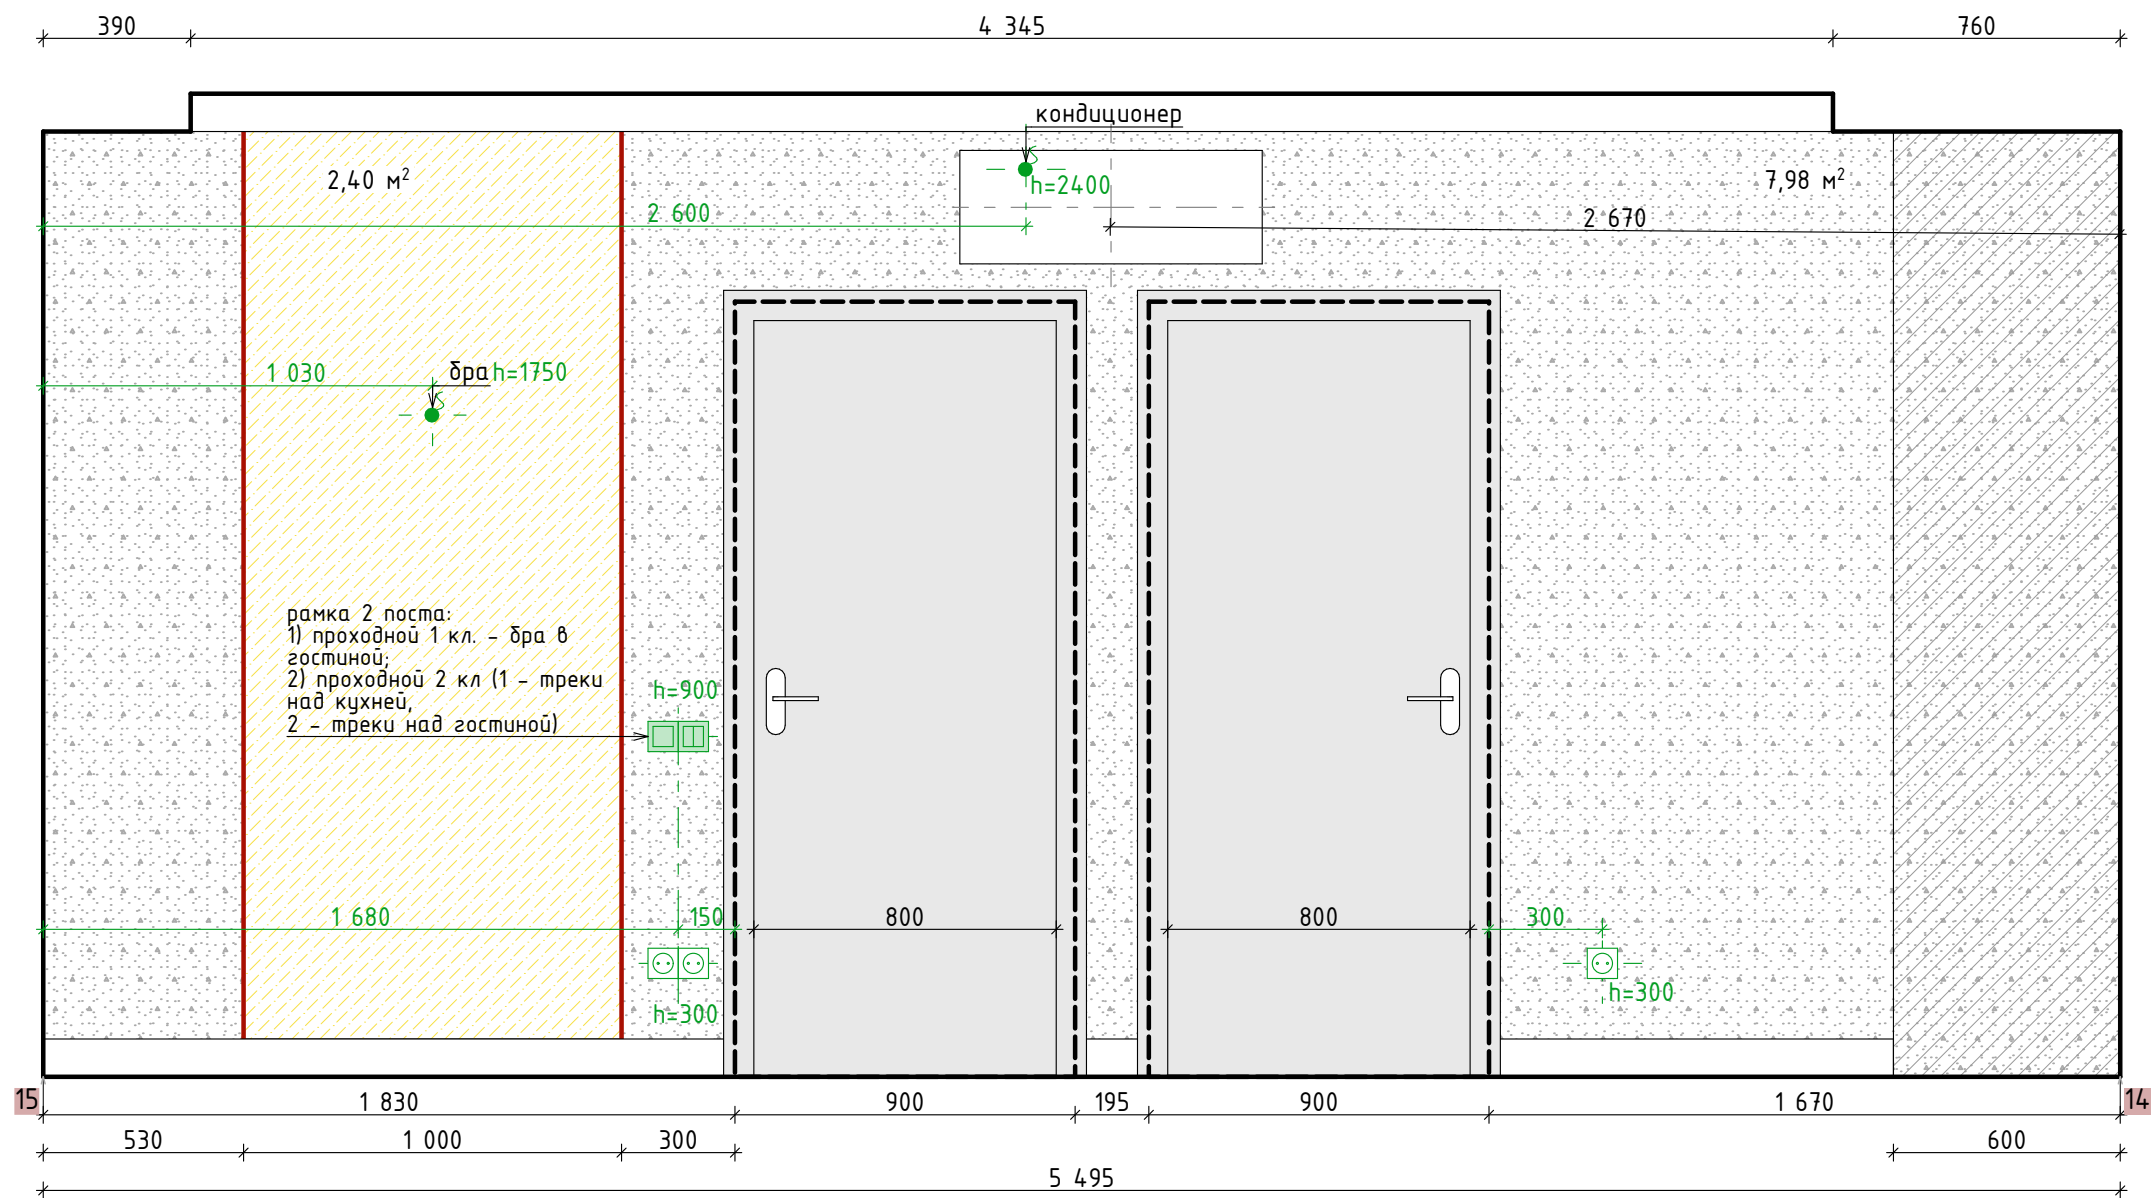 390
4 345
760
кондиционер
2,40 м²
h=2400
7,98 м²
2 600
2 670
1 030
бра h=1750
рамка 2 поста:
1) проходной 1 кл. – бра в
гостиной;
2) проходной 2 кл (1 – треки
над кухней,
2 – треки над гостиной)
h=900
1 680
150
800
800
300
h=300
h=300
15
1 830
900
195
900
1 670
14
530
1 000
300
600
5 495